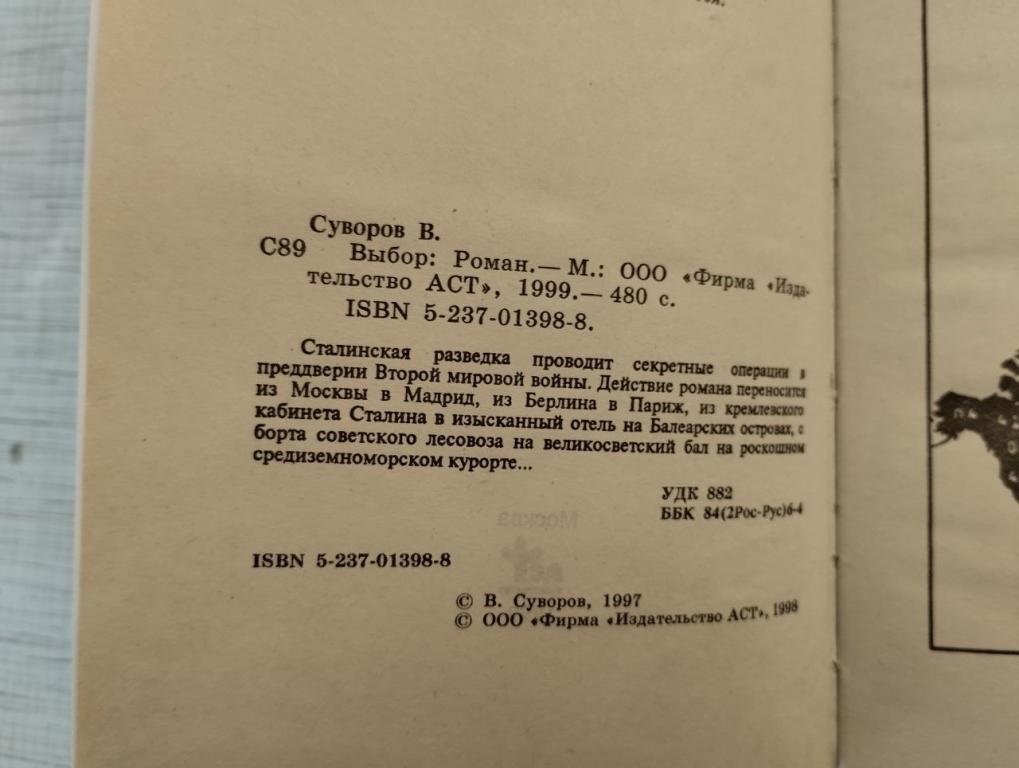 Суворов В.
С89 Выбор: Роман.— М.: ООО «Фирма «Изда-
тельство АСТ», 1999.— 480 с.
ISBN 5-237-01398-8.
Сталинская разведка проводит секретные операции в
преддверии Второй мировой войны. Действие романа переносится
из Москвы в Мадрид, из Берлина в Париж, из кремлевского
кабинета Сталина в изысканный отель на Балеарских островах, с
борта советского лесовоза на великосветский бал на роскошном
средиземноморском курорте...
УДК 882
ББК 84(2Рос-Рус)6-4
ISBN 5-237-01398-8
© В. Суворов, 1997
© ООО «Фирма «Издательство АСТ», 1998